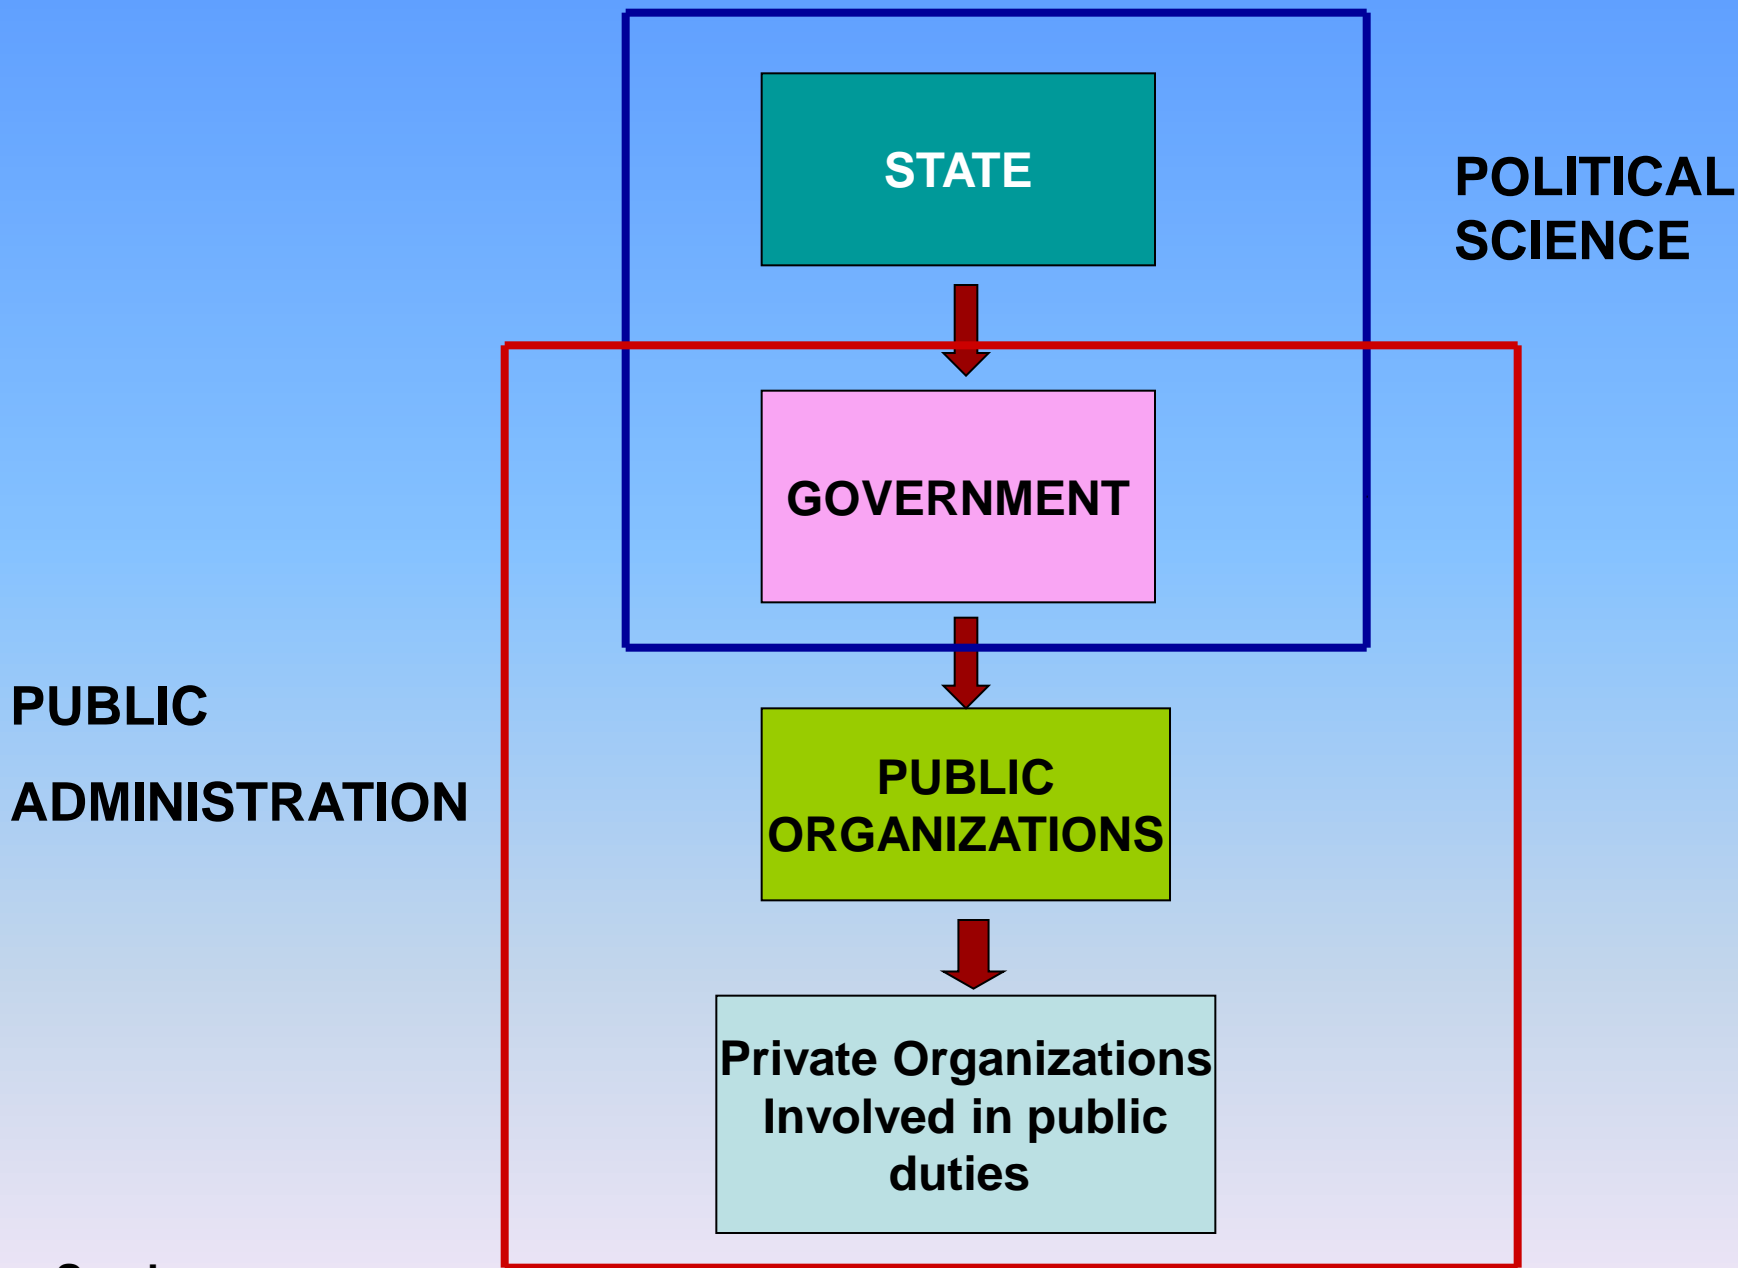 STATE
POLITICAL
SCIENCE
GOVERNMENT
PUBLIC
ADMINISTRATION
PUBLIC
ORGANIZATIONS
Private Organizations
Involved in public
duties